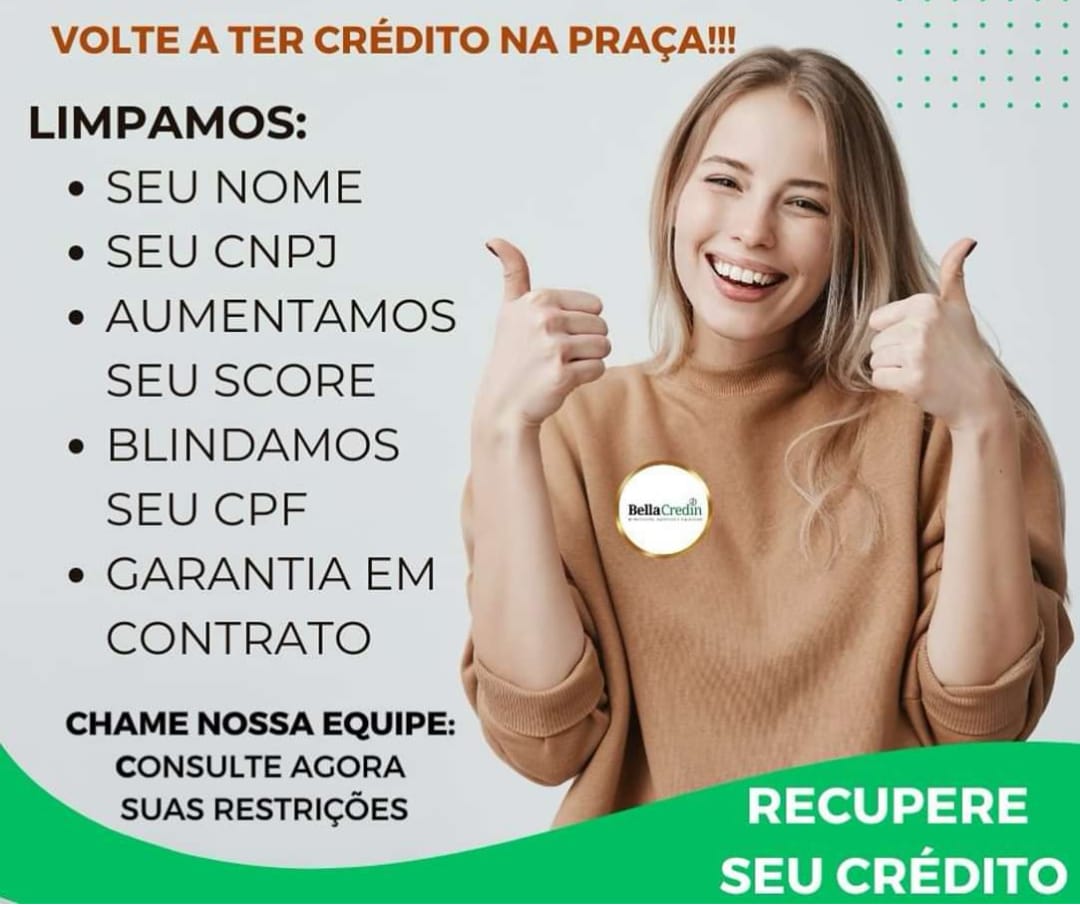 VOLTE A TER CRÉDITO NA PRAÇA!!!
LIMPAMOS:
• SEU NOME
• SEU CNPJ
• AUMENTAMOS
SEU SCORE
• BLINDAMOS
SEU CPF
• GARANTIA EM
CONTRATO
CHAME NOSSA EQUIPE:
CONSULTE AGORA
SUAS RESTRIÇÕES
BellaCredin
RECUPERE
SEU CRÉDITO